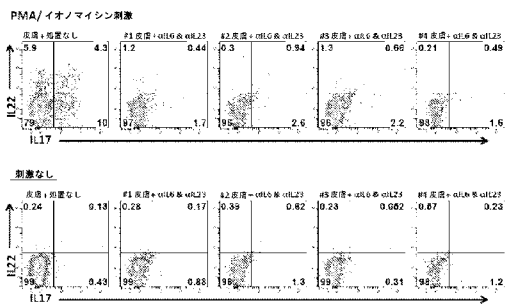 PMA/イオノマイシン刺激
皮膚+処置なし #1 皮膚+αIL6 & αIL23 #2 皮膚+αIL6 & αIL23 #3 皮膚+αIL6 & αIL23 #4 皮膚+αIL6 & αIL23
5.9 4.3 1.2 0.44 0.3 0.94 1.3 0.66 0.21 0.49
IL22
79 10 97 1.7 96 2.6 96 2.2 98 1.6
IL17
刺激なし
皮膚+処置なし #1 皮膚+αIL6 & αIL23 #2 皮膚+αIL6 & αIL23 #3 皮膚+αIL6 & αIL23 #4 皮膚+αIL6 & αIL23
0.24 0.13 0.28 0.17 0.39 0.62 0.23 0.052 0.67 0.23
IL22
99 0.43 99 0.88 98 1.3 99 0.31 98 1.2
IL17